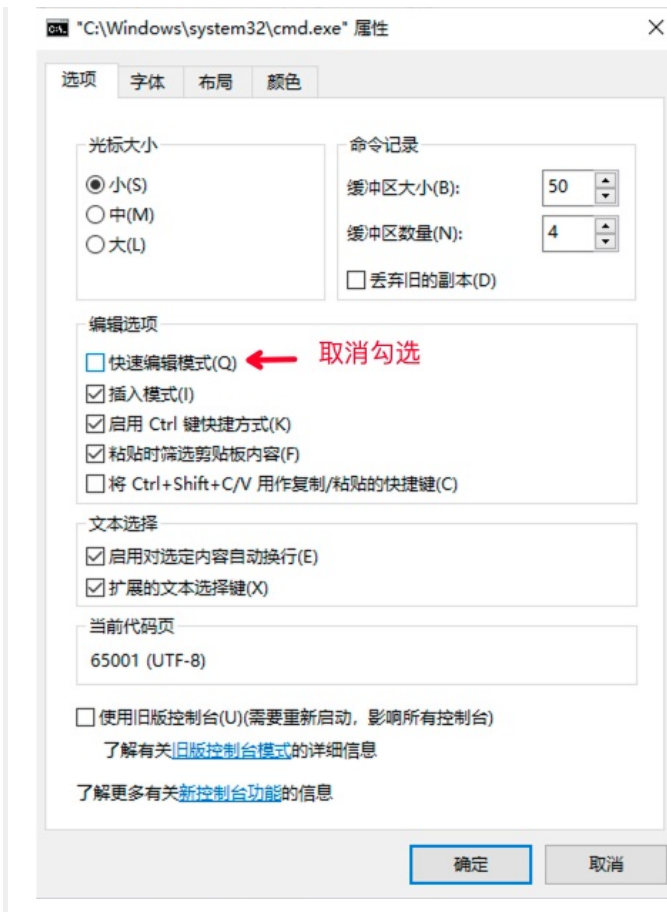 "C:\Windows\system32\cmd.exe" 属性
选项 字体 布局 颜色
光标大小
小(S)
中(M)
大(L)
命令记录
缓冲区大小(B): 50
缓冲区数量(N): 4
丢弃旧的副本(D)
编辑选项
快速编辑模式(Q) 取消勾选
插入模式(I)
启用 Ctrl 键快捷方式(K)
粘贴时筛选剪贴板内容(F)
将 Ctrl+Shift+C/V 用作复制/粘贴的快捷键(C)
文本选择
启用对选定内容自动换行(E)
扩展的文本选择键(X)
当前代码页
65001 (UTF-8)
使用旧版控制台(U)(需要重新启动，影响所有控制台)
了解有关旧版控制台模式的详细信息
了解更多有关新控制台功能的信息
确定 取消